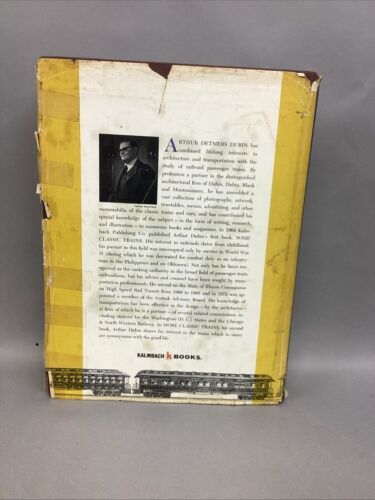 ARTHUR DETMERS DUBIN has
combined lifelong interests in
architecture and transportation with the
study of railroad passenger trains. By
profession a partner in the distinguished
architectural firm of Dubin, Dubin, Black
and Moutoussamy, he has assembled a
vast collection of photographs, artwork,
timetables, menus, advertising, and other
memorabilia of the classic trains and cars, and has contributed his
special knowledge of the subject — in the form of writing, research,
and illustration — to numerous books and magazines. In 1964 Kalm-
bach Publishing Co. published Arthur Dubin's first book, SOME
CLASSIC TRAINS. His interest in railroads dates from childhood;
his pursuit in this field was interrupted only by service in World War
II (during which he was decorated for combat duty as an infantry-
man in the Philippines and on Okinawa). Not only has he been rec-
ognized as the ranking authority in the broad field of passenger train
but his advice and counsel have been sought by trans-
portation professionals. He served on the State of Illinois Commission
on High Speed Rail Transit from 1966 to 1968 and in 1972 was ap-
pointed a member of the Amtrak Advisory Board. His knowledge of
transportation has been effective in the design — by the architectur-
al firm of which he is a partner — of several related commissions, in-
cluding stations for the Washington (D. C.) Metro and the Chicago
& North Western Railway. In MORE CLASSIC TRAINS, his second
book, Arthur Dubin shares his interest in the trains which to many
are synonymous with the good life.
KALMBACH K BOOKS